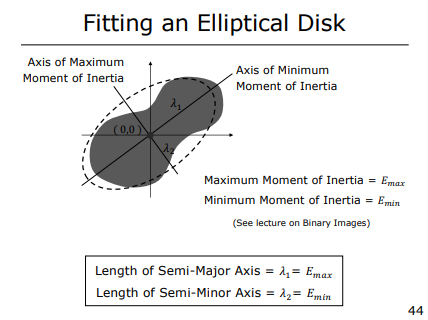 Fitting an Elliptical Disk
Axis of Maximum
Moment of Inertia
Axis of Minimum
Moment of Inertia
λ₁
(0,0)
λ₂
Maximum Moment of Inertia = Eₘₐₓ
Minimum Moment of Inertia = Eₘᵢₙ
(See lecture on Binary Images)
Length of Semi-Major Axis = λ₁= Eₘₐₓ
Length of Semi-Minor Axis = λ₂= Eₘᵢₙ
44